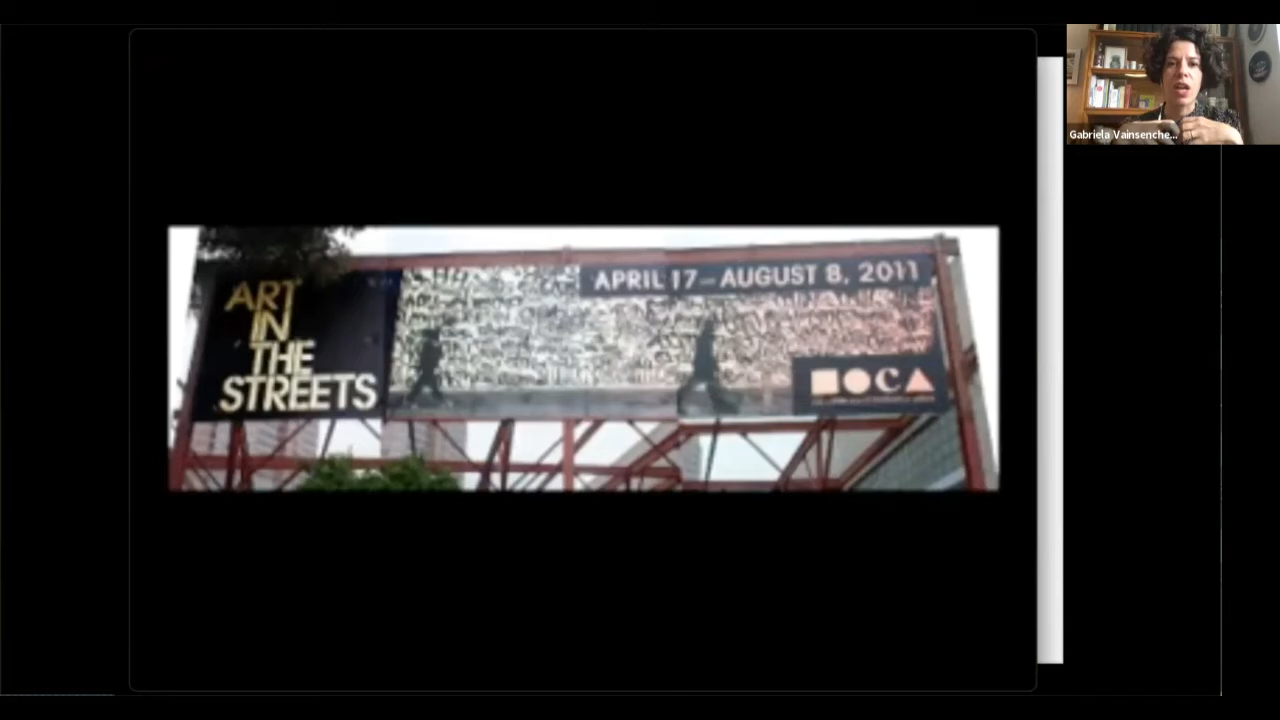 Gabriela Vainsenche...
ART
IN
THE
STREETS
APRIL 17–AUGUST 8, 2011
MOCA